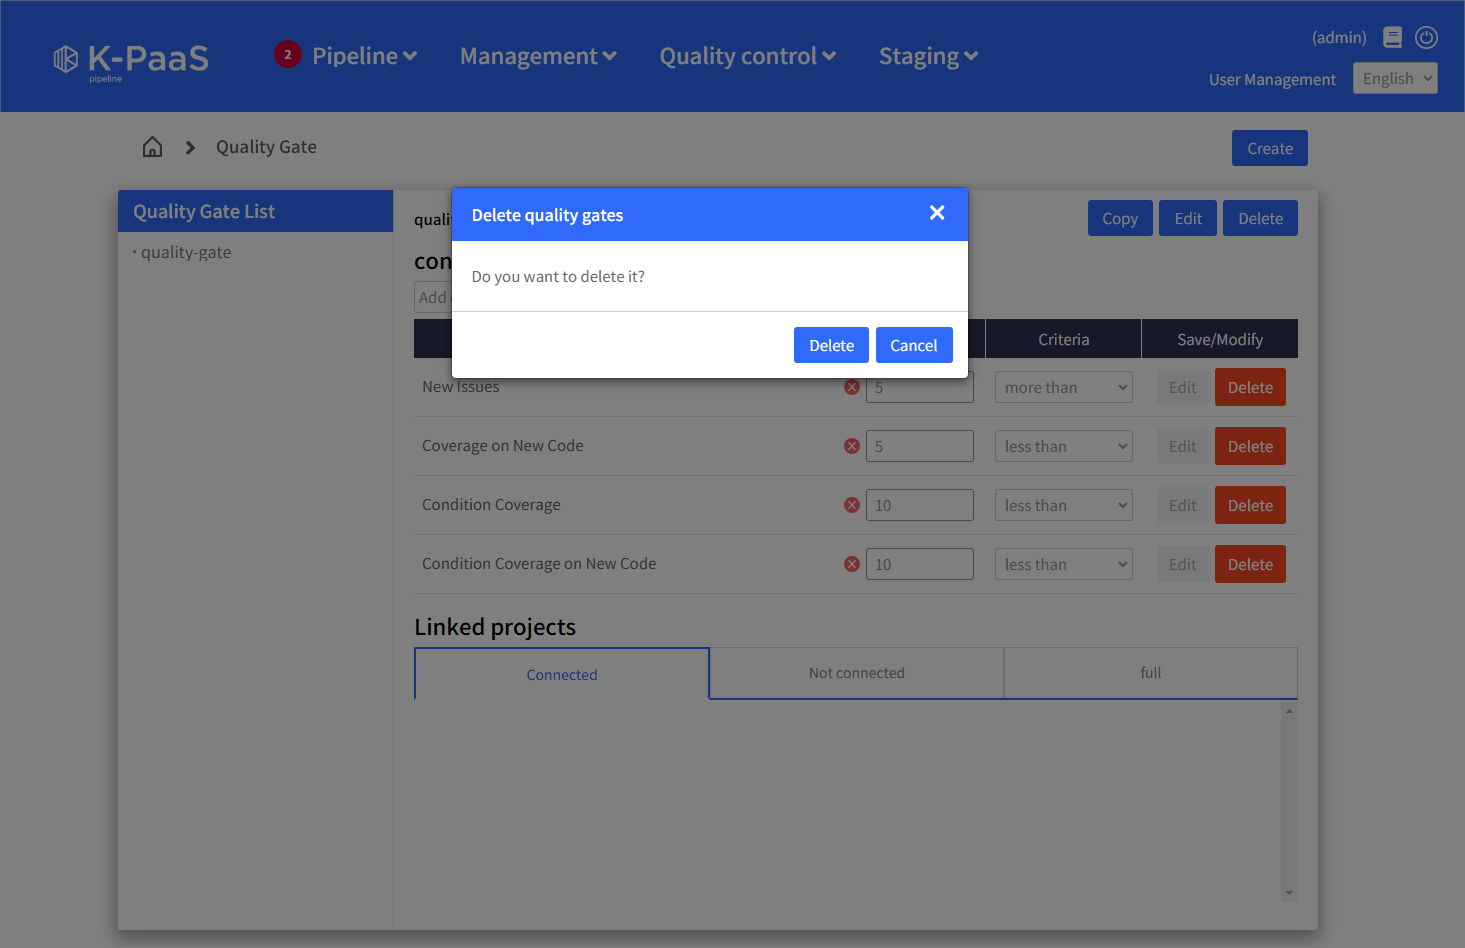 K-PaaS
pipeline
2
Pipeline
Management
Quality control
Staging
(admin)
User Management
English
Quality Gate
Create
Quality Gate List
quality-gate
Copy
Edit
Delete
Delete quality gates
Do you want to delete it?
Delete
Cancel
Add
Criteria
Save/Modify
New Issues
5
more than
Edit
Delete
Coverage on New Code
5
less than
Edit
Delete
Condition Coverage
10
less than
Edit
Delete
Condition Coverage on New Code
10
less than
Edit
Delete
Linked projects
Connected
Not connected
full